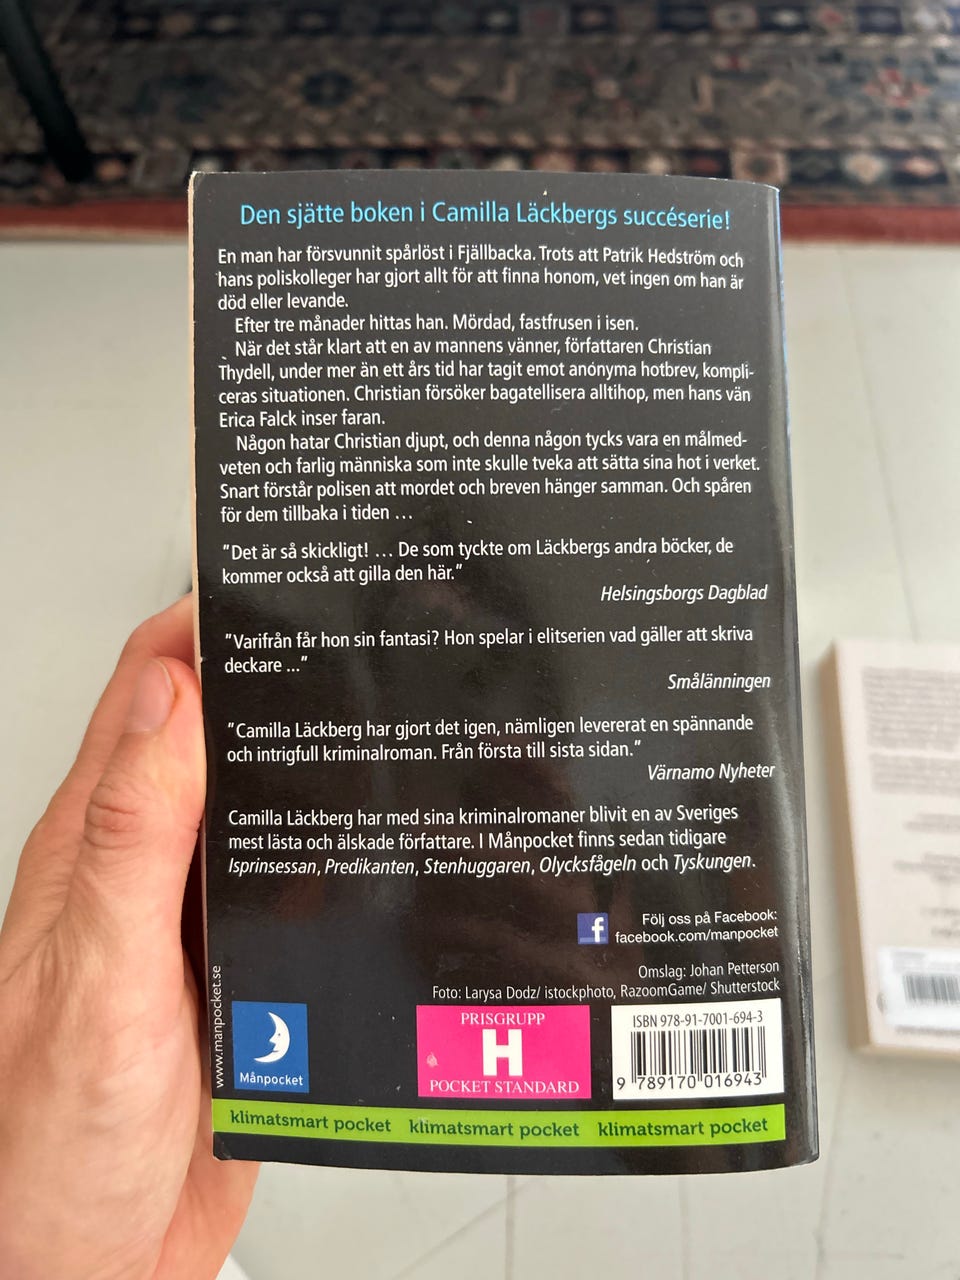 Den sjätte boken i Camilla Läckbergs succéserie!
En man har försvunnit spårlöst i Fjällbacka. Trots att Patrik Hedström och
hans poliskolleger har gjort allt för att finna honom, vet ingen om han är
död eller levande.
Efter tre månader hittas han. Mördad, fastfrusen i isen.
När det står klart att en av mannens vänner, författaren Christian
Thydell, under mer än ett års tid har tagit emot anonyma hotbrev, kompli-
ceras situationen. Christian försöker bagatellisera alltihop, men hans vän
Erica Falck inser faran.
Någon hatar Christian djupt, och denna någon tycks vara en målmed-
veten och farlig människa som inte skulle tveka att sätta sina hot i verket.
Snart förstår polisen att mordet och breven hänger samman. Och spåren
för dem tillbaka i tiden …
"Det är så skickligt! … De som tyckte om Läckbergs andra böcker, de
kommer också att gilla den här."
Helsingborgs Dagblad
"Varifrån får hon sin fantasi? Hon spelar i elitserien vad gäller att skriva
deckare ..."
Smålänningen
"Camilla Läckberg har gjort det igen, nämligen levererat en spännande
och intrigfull kriminalroman. Från första till sista sidan."
Värnamo Nyheter
Camilla Läckberg har med sina kriminalromaner blivit en av Sveriges
mest lästa och älskade författare. I Månpocket finns sedan tidigare
Isprinsessan, Predikanten, Stenhuggaren, Olycksfågeln och Tyskungen.
f
Följ oss på Facebook:
facebook.com/manpocket
Omslag: Johan Petterson
Foto: Larysa Dodz/ istockphoto, RazoomGame/ Shutterstock
www.manpocket.se
Månpocket
PRISGRUPP
H
POCKET STANDARD
ISBN 978-91-7001-694-3
9 789170 016943
klimatsmart pocket klimatsmart pocket klimatsmart pocket